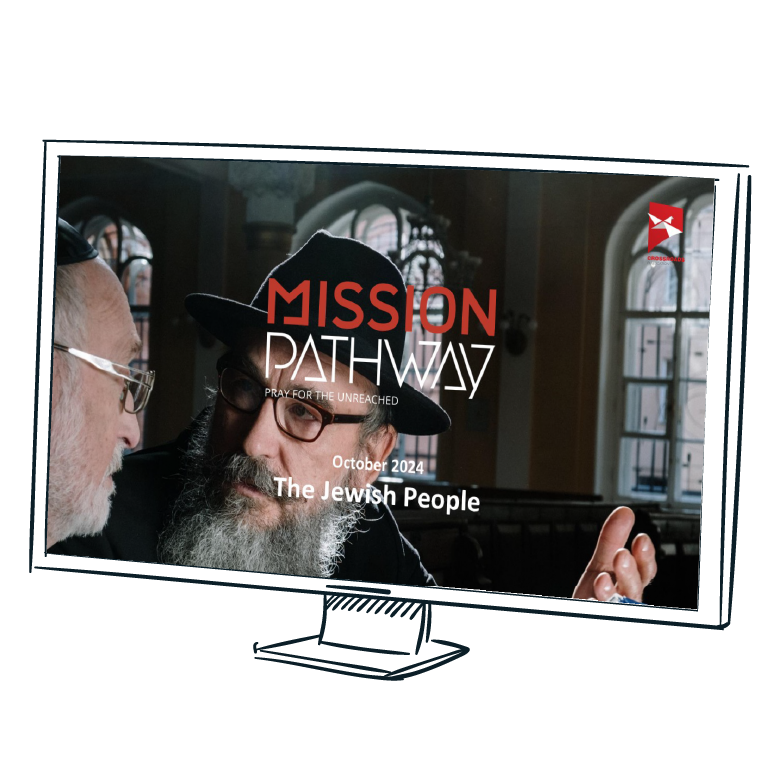 MISSION
PATHWAY
PRAY FOR THE UNREACHED
October 2024
The Jewish People